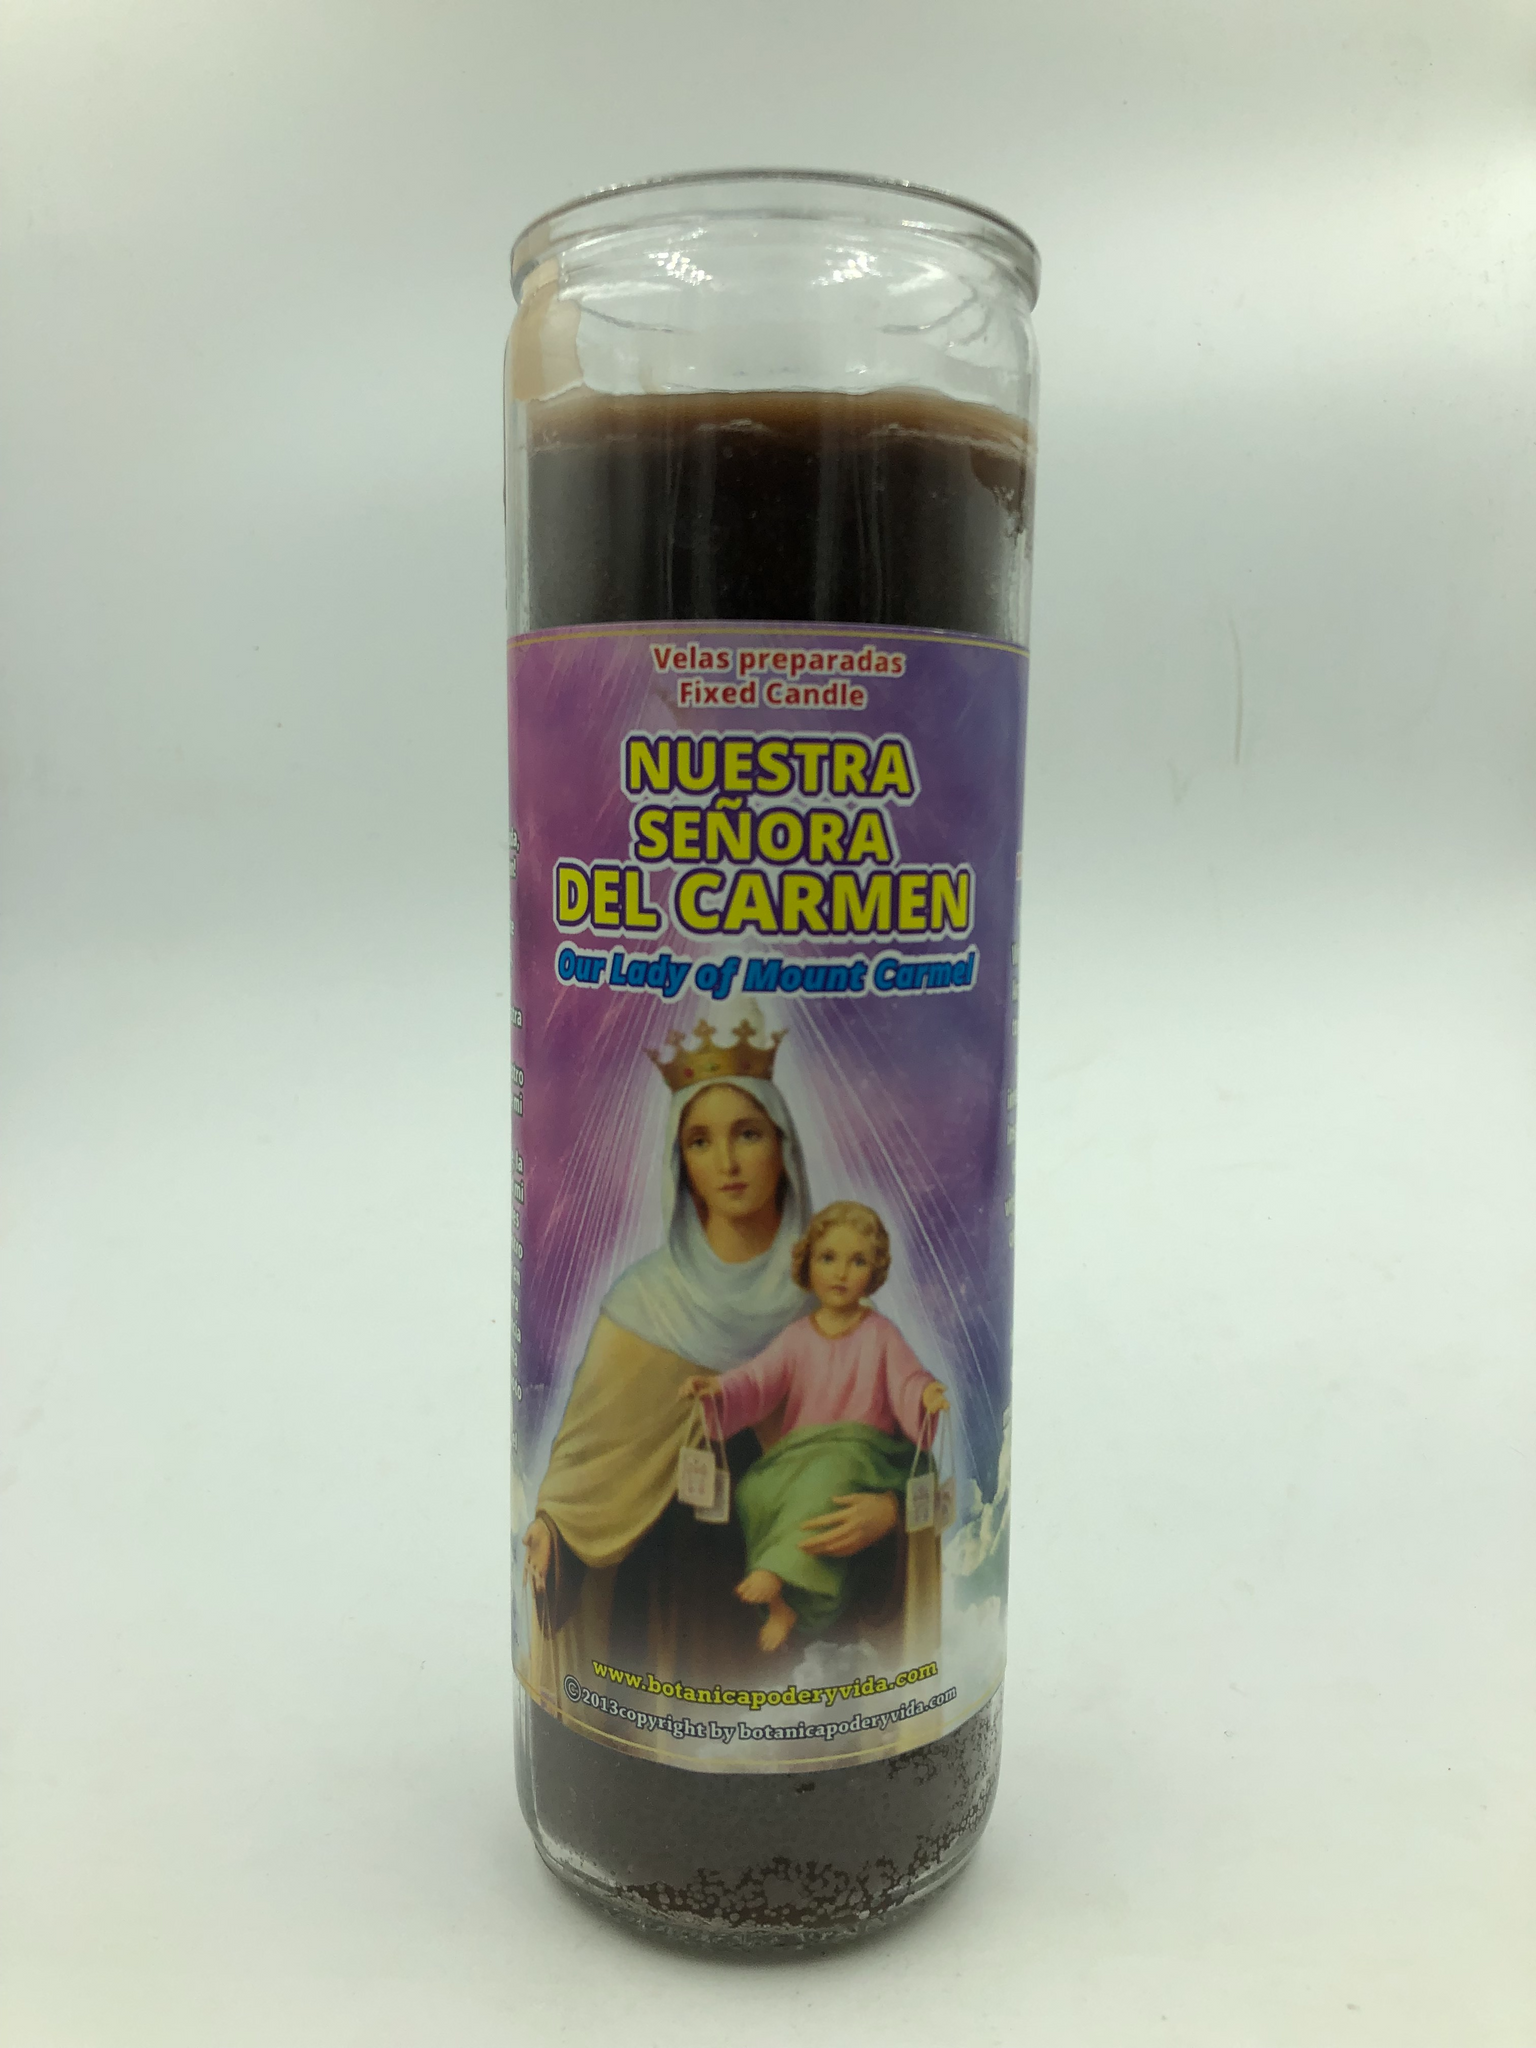 Velas preparadas
Fixed Candle
NUESTRA
SEÑORA
DEL CARMEN
Our Lady of Mount Carmel
www.botanicapoderyvida.com
©2013copyright by botanicapoderyvida.com